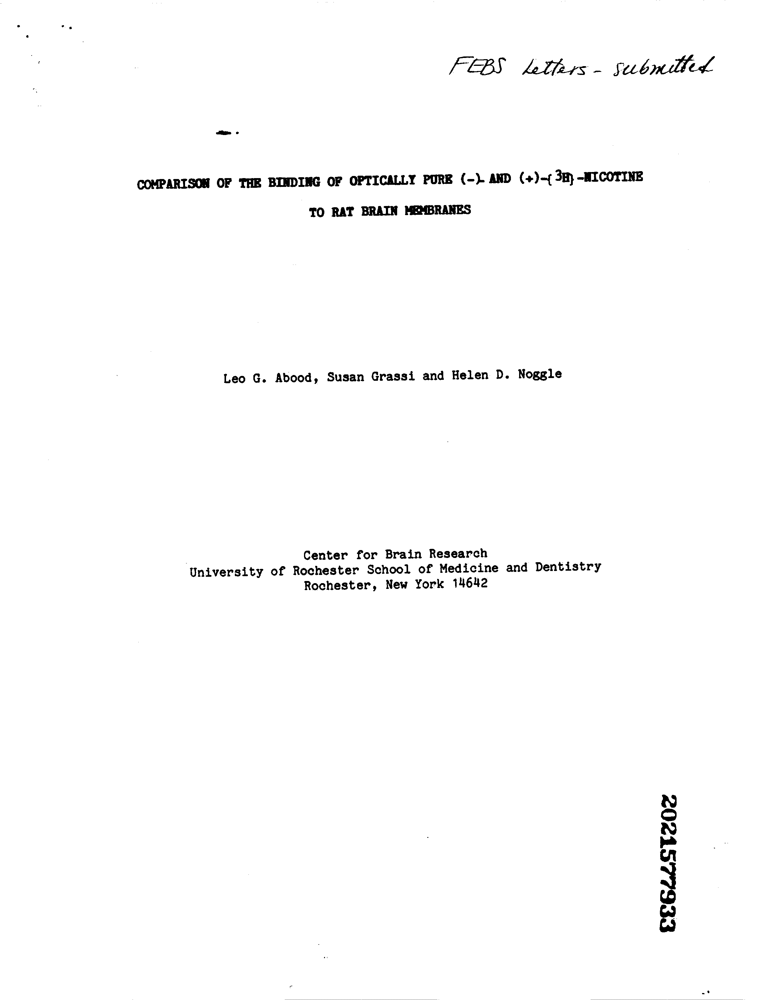 FEBS Letters - submitted
COMPARISON OF THE BINDING OF OPTICALLY PURE (-)- AND (+)-{3H}-NICOTINE
TO RAT BRAIN MEMBRANES
Leo G. Abood, Susan Grassi and Helen D. Noggle
Center for Brain Research
University of Rochester School of Medicine and Dentistry
Rochester, New York 14642
2021577933